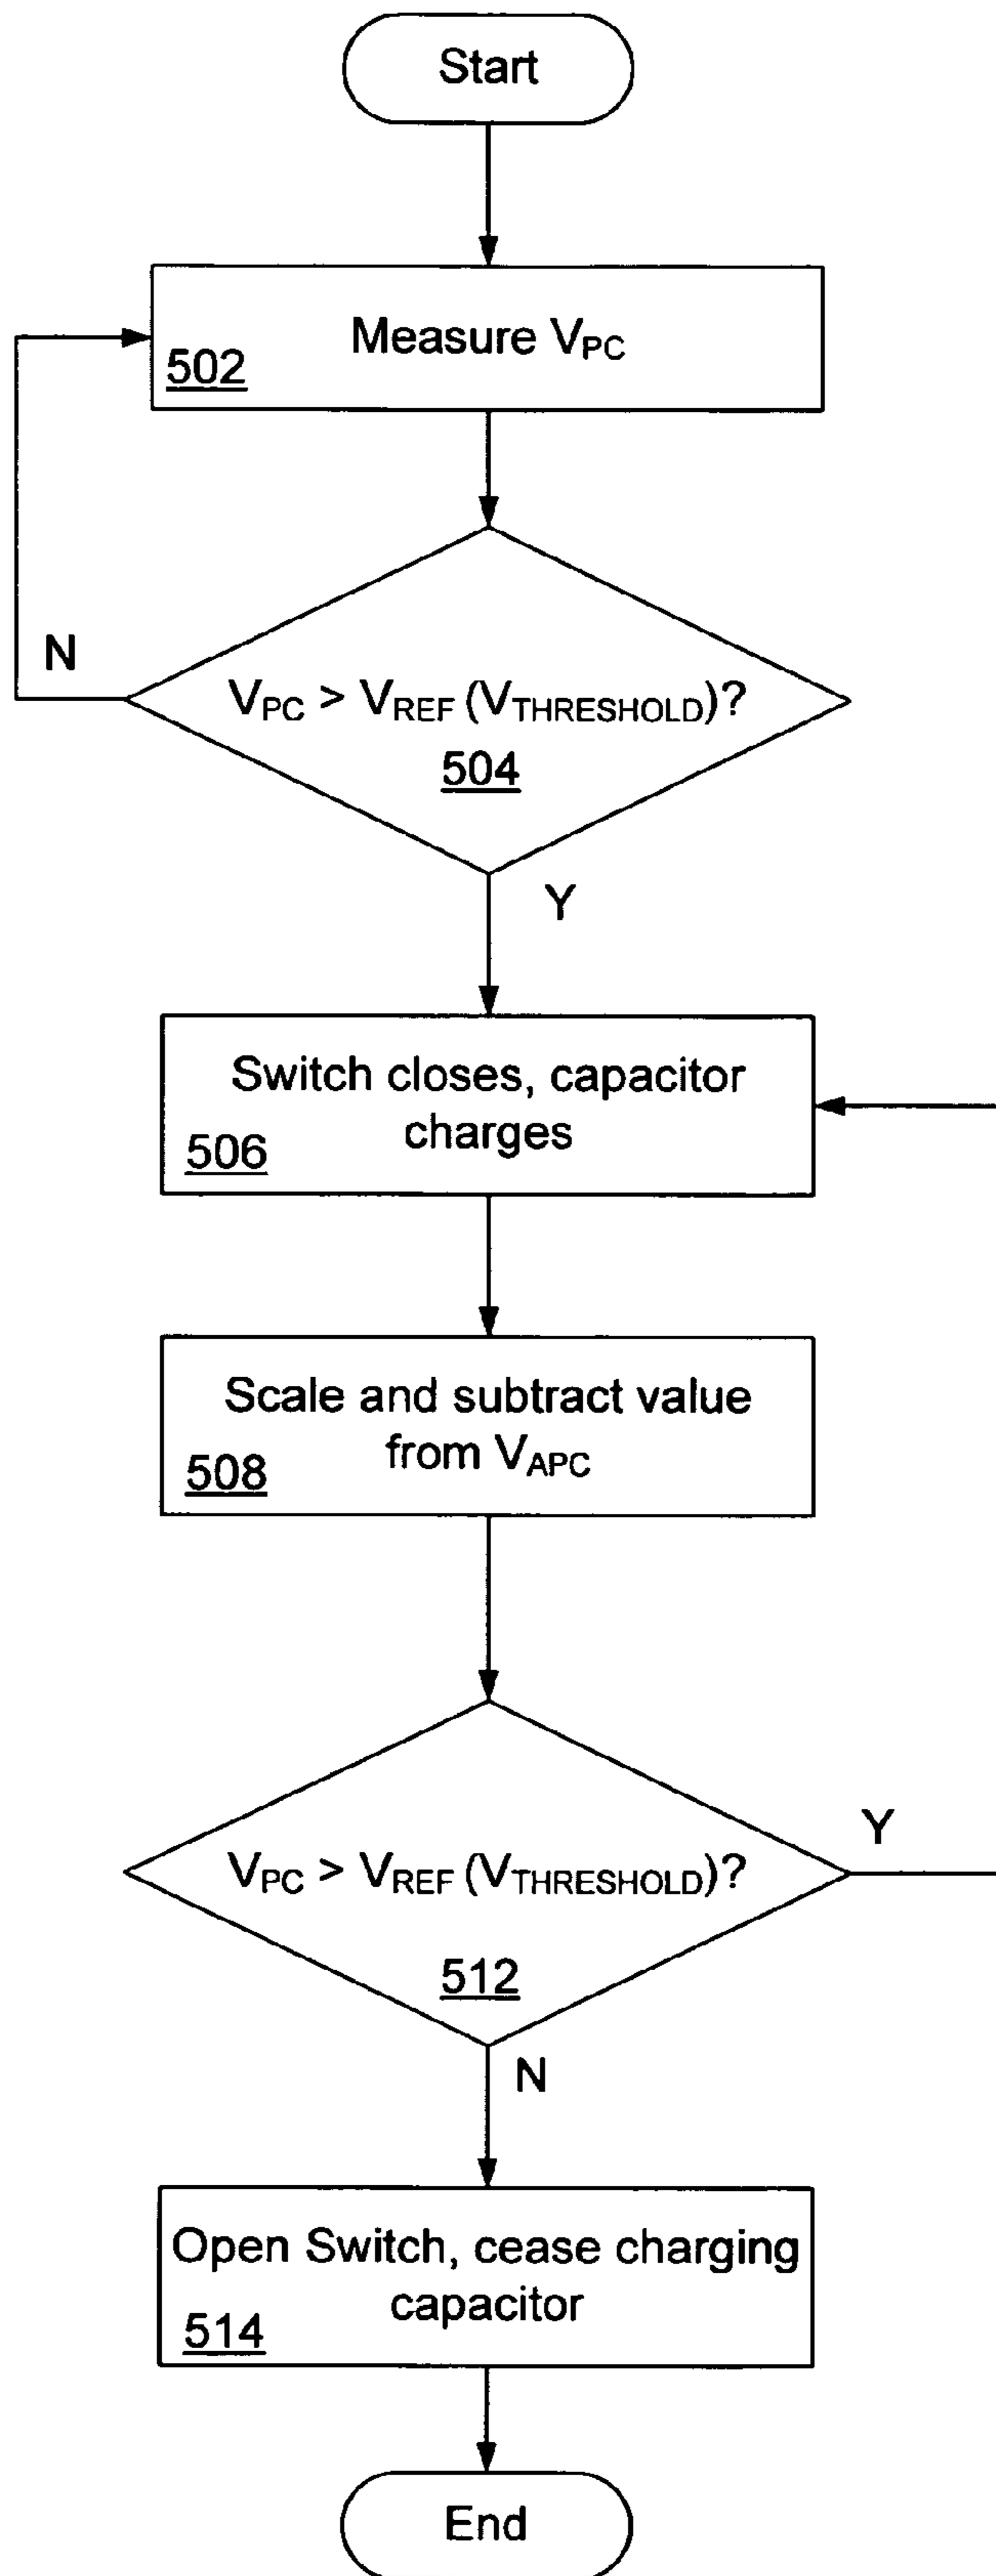 Start
Measure VPC
502
N
VPC > VREF (VTHRESHOLD)?
504
Y
Switch closes, capacitor
charges
506
Scale and subtract value
from VAPC
508
VPC > VREF (VTHRESHOLD)?
Y
512
N
Open Switch, cease charging
capacitor
514
End